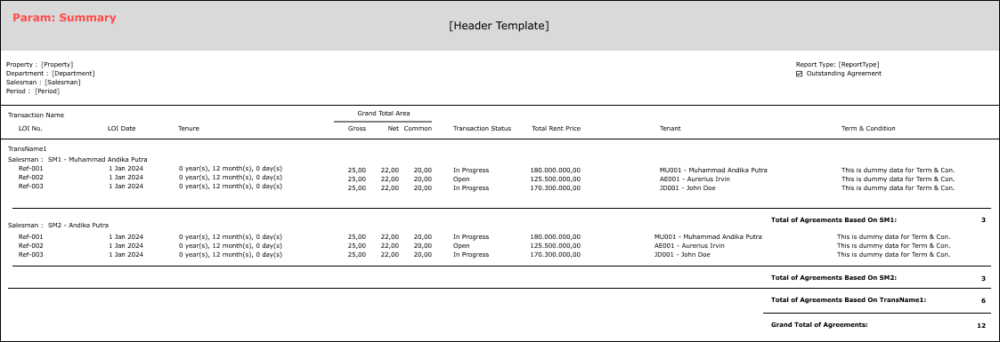 Param: Summary
[Header Template]
Property : [Property]
Department : [Department]
Salesman : [Salesman]
Period : [Period]
Report Type: [ReportType]
Outstanding Agreement
Transaction Name
Grand Total Area
LOI No. LOI Date Tenure Gross Net Common Transaction Status Total Rent Price Tenant Term & Condition
TransName1
Salesman : SM1 - Muhammad Andika Putra
Ref-001 1 Jan 2024 0 year(s), 12 month(s), 0 day(s) 25,00 22,00 20,00 In Progress 180.000.000,00 MU001 - Muhammad Andika Putra This is dummy data for Term & Con.
Ref-002 1 Jan 2024 0 year(s), 12 month(s), 0 day(s) 25,00 22,00 20,00 Open 125.500.000,00 AE001 - Aurerius Irvin This is dummy data for Term & Con.
Ref-003 1 Jan 2024 0 year(s), 12 month(s), 0 day(s) 25,00 22,00 20,00 In Progress 170.300.000,00 JD001 - John Doe This is dummy data for Term & Con.
Total of Agreements Based On SM1: 3
Salesman : SM2 - Andika Putra
Ref-001 1 Jan 2024 0 year(s), 12 month(s), 0 day(s) 25,00 22,00 20,00 In Progress 180.000.000,00 MU001 - Muhammad Andika Putra This is dummy data for Term & Con.
Ref-002 1 Jan 2024 0 year(s), 12 month(s), 0 day(s) 25,00 22,00 20,00 Open 125.500.000,00 AE001 - Aurerius Irvin This is dummy data for Term & Con.
Ref-003 1 Jan 2024 0 year(s), 12 month(s), 0 day(s) 25,00 22,00 20,00 In Progress 170.300.000,00 JD001 - John Doe This is dummy data for Term & Con.
Total of Agreements Based On SM2: 3
Total of Agreements Based On TransName1: 6
Grand Total of Agreements: 12